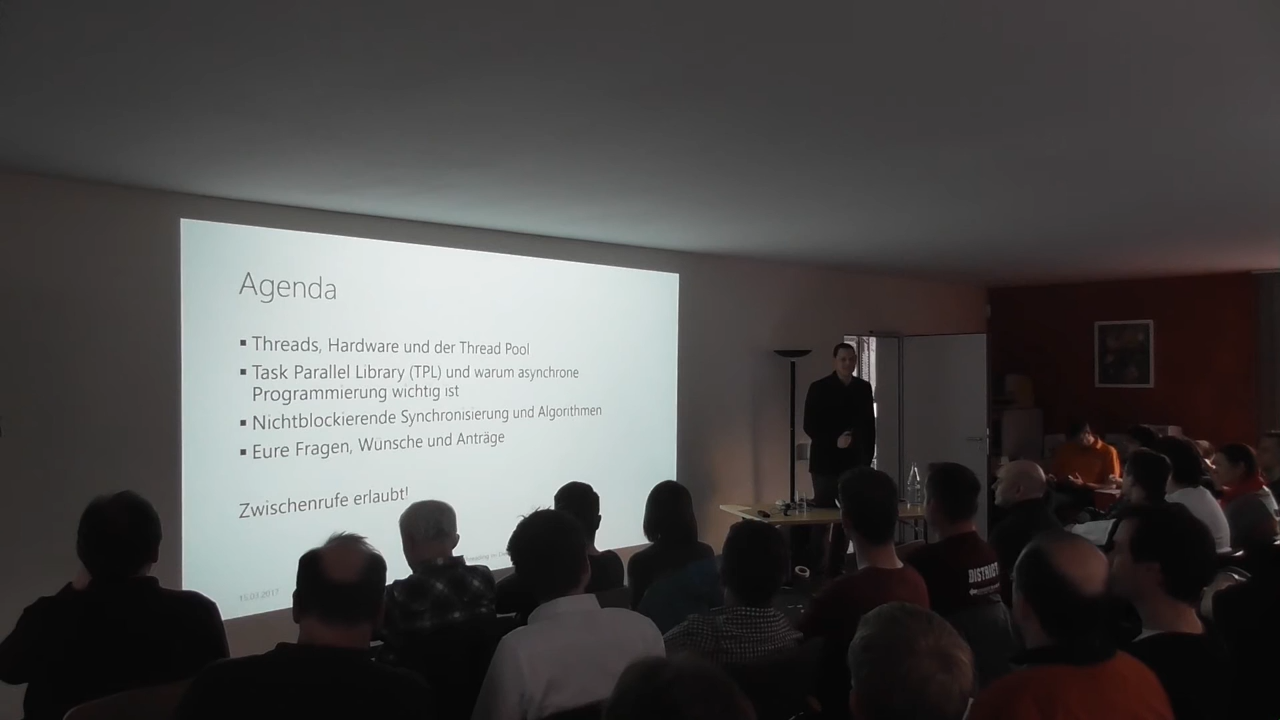 Agenda
▪ Threads, Hardware und der Thread Pool
▪ Task Parallel Library (TPL) und warum asynchrone
Programmierung wichtig ist
▪ Nichtblockierende Synchronisierung und Algorithmen
▪ Eure Fragen, Wünsche und Anträge
Zwischenrufe erlaubt!
15.03.2017
DISTRICT